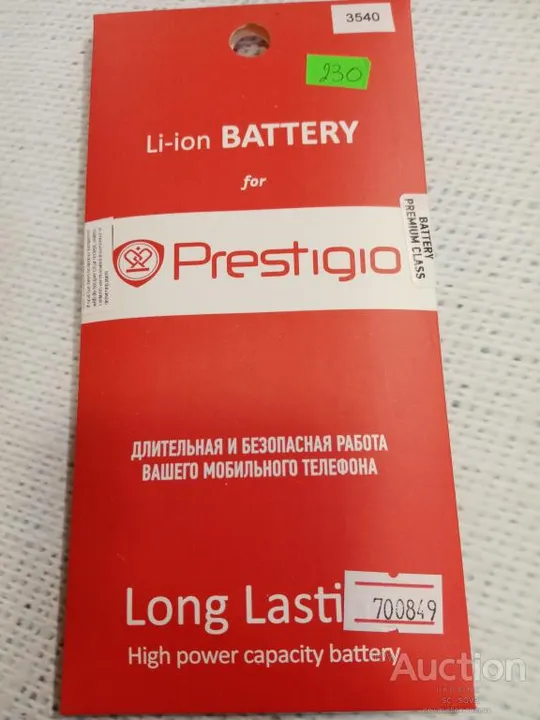 3540
230
Li-ion BATTERY
for
Prestigio
BATTERY
PREMIUM CLASS
ДЛИТЕЛЬНАЯ И БЕЗОПАСНАЯ РАБОТА
ВАШЕГО МОБИЛЬНОГО ТЕЛЕФОНА
Long Lasti
700849
High power capacity battery
Auction